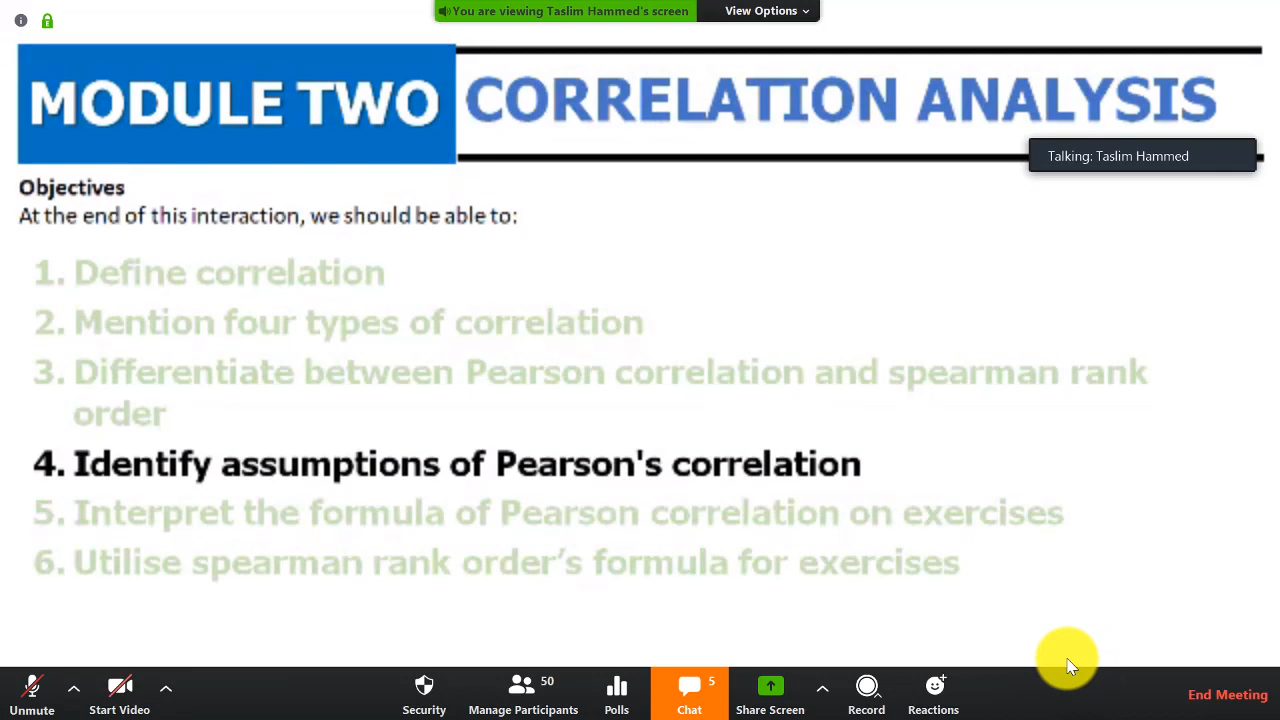 You are viewing Taslim Hammed's screen
View Options
MODULE TWO
CORRELATION ANALYSIS
Talking: Taslim Hammed
Objectives
At the end of this interaction, we should be able to:
1. Define correlation
2. Mention four types of correlation
3. Differentiate between Pearson correlation and spearman rank
order
4. Identify assumptions of Pearson's correlation
5. Interpret the formula of Pearson correlation on exercises
6. Utilise spearman rank order’s formula for exercises
50
5
Unmute
Start Video
Security
Manage Participants
Polls
Chat
Share Screen
Record
Reactions
End Meeting